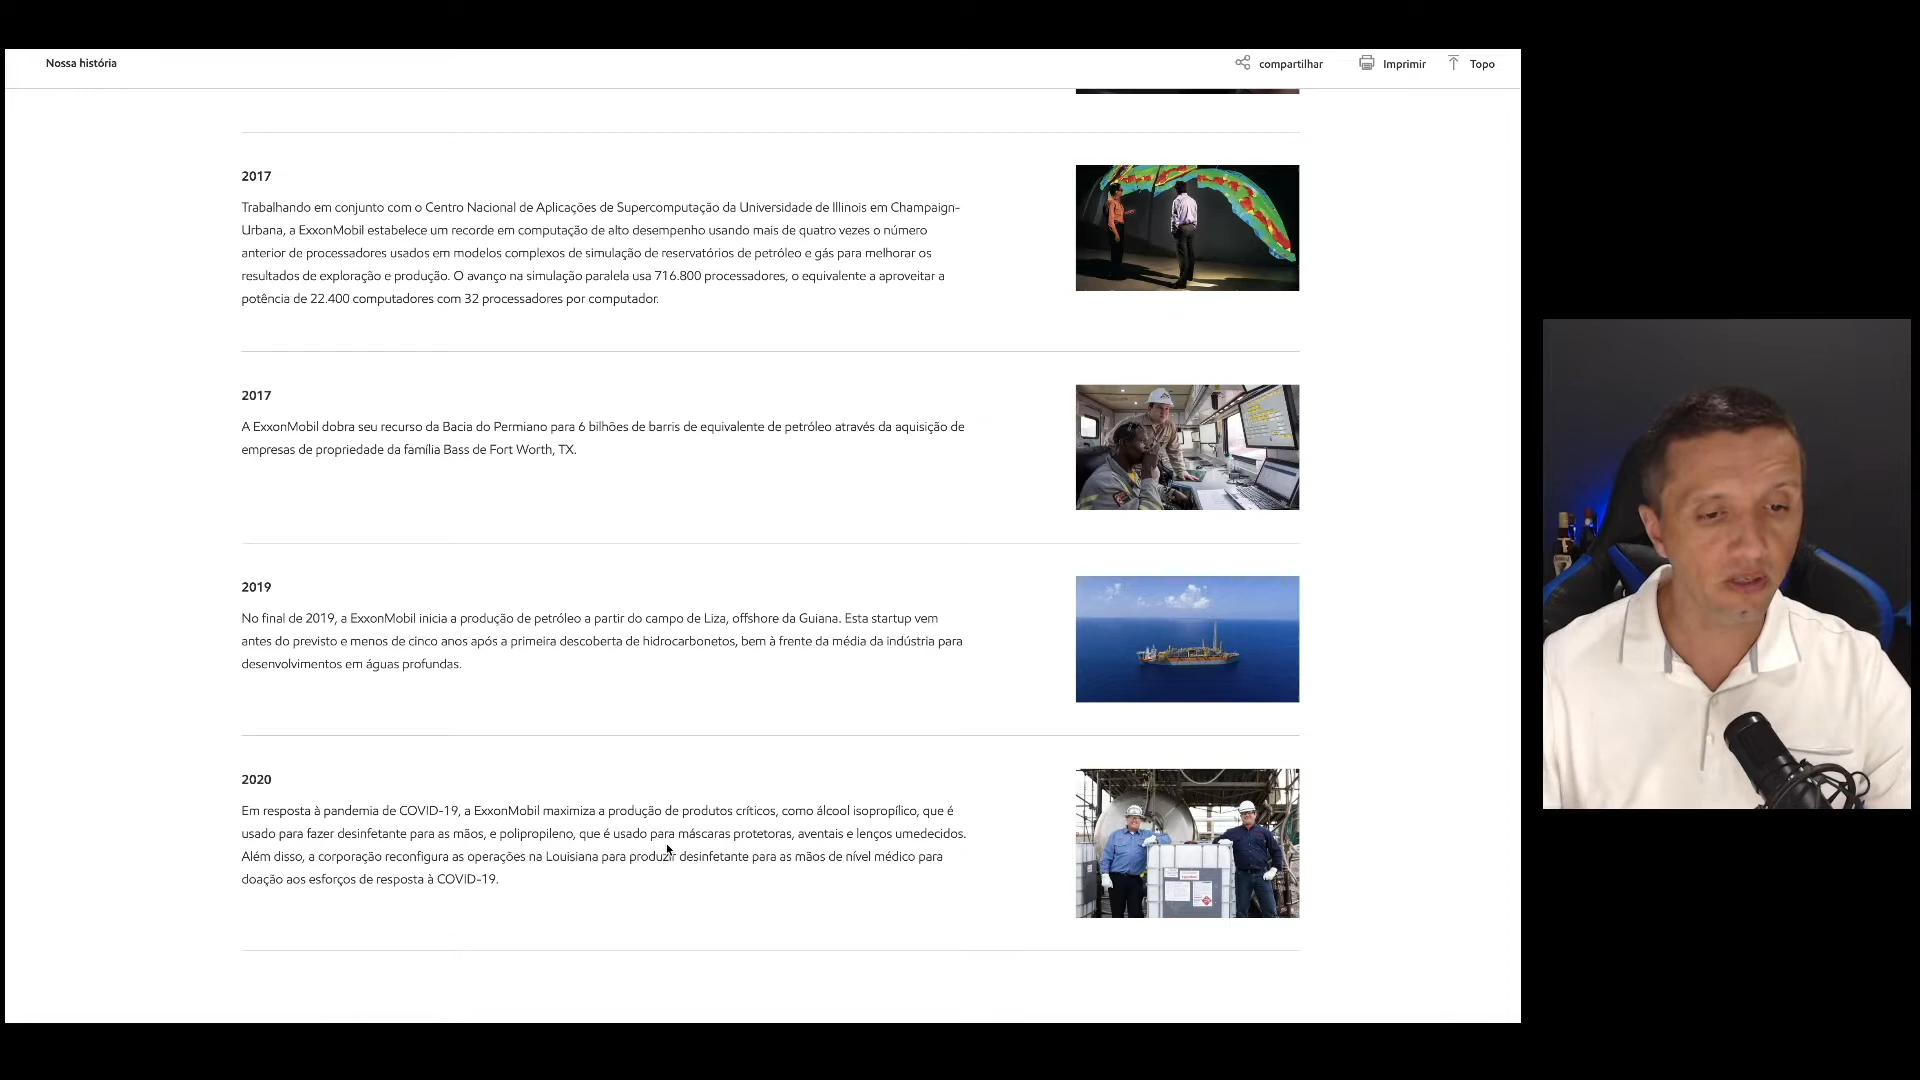 Nossa história
compartilhar
Imprimir
Topo
2017
Trabalhando em conjunto com o Centro Nacional de Aplicações de Supercomputação da Universidade de Illinois em Champaign-
Urbana, a ExxonMobil estabelece um recorde em computação de alto desempenho usando mais de quatro vezes o número
anterior de processadores usados em modelos complexos de simulação de reservatórios de petróleo e gás para melhorar os
resultados de exploração e produção. O avanço na simulação paralela usa 716.800 processadores, o equivalente a aproveitar a
potência de 22.400 computadores com 32 processadores por computador.
2017
A ExxonMobil dobra seu recurso da Bacia do Permiano para 6 bilhões de barris de equivalente de petróleo através da aquisição de
empresas de propriedade da família Bass de Fort Worth, TX.
2019
No final de 2019, a ExxonMobil inicia a produção de petróleo a partir do campo de Liza, offshore da Guiana. Esta startup vem
antes do previsto e menos de cinco anos após a primeira descoberta de hidrocarbonetos, bem à frente da média da indústria para
desenvolvimentos em águas profundas.
2020
Em resposta à pandemia de COVID-19, a ExxonMobil maximiza a produção de produtos críticos, como álcool isopropílico, que é
usado para fazer desinfetante para as mãos, e polipropileno, que é usado para máscaras protetoras, aventais e lenços umedecidos.
Além disso, a corporação reconfigura as operações na Louisiana para produzir desinfetante para as mãos de nível médico para
doação aos esforços de resposta à COVID-19.